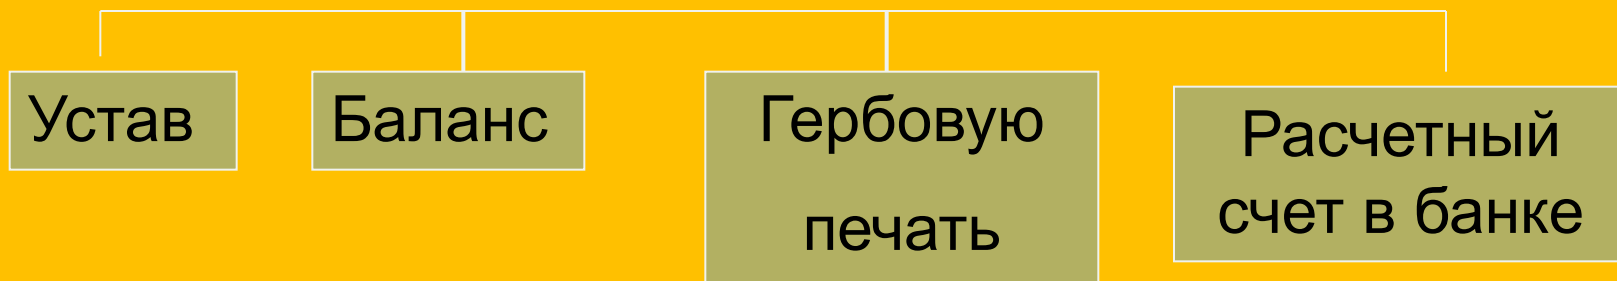 Устав
Баланс
Гербовую
печать
Расчетный
счет в банке